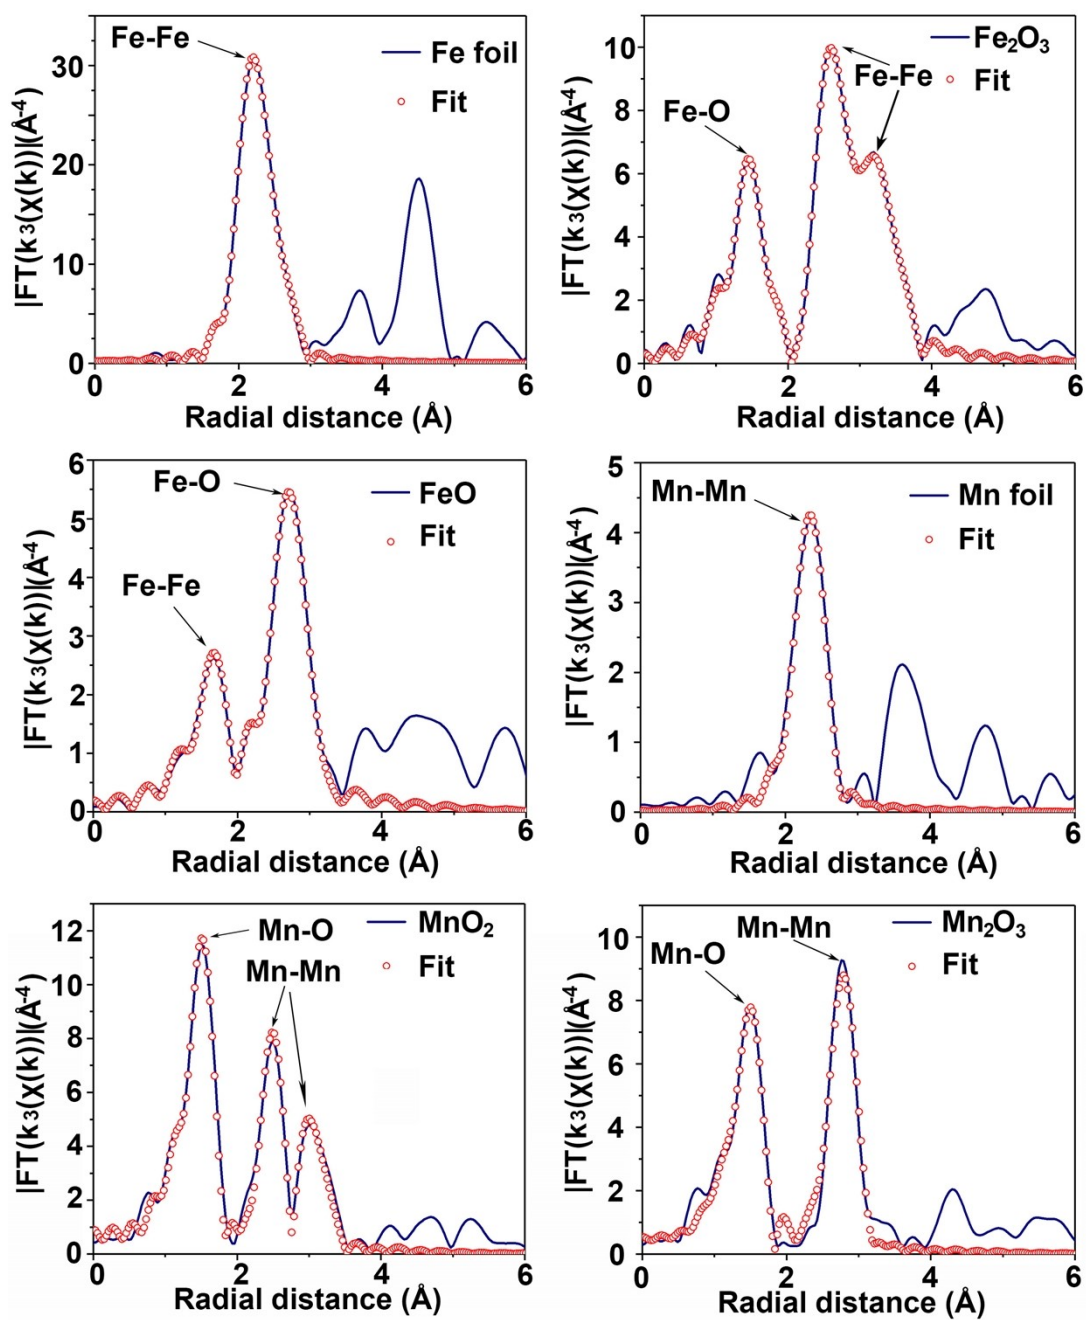 Fe-Fe
Fe foil
Fit
30
20
10
0
0 2 4 6
Radial distance (Å)
|FT(k3(χ(k))|(Å-4)
Fe2O3
Fe-Fe
Fit
Fe-O
10
8
6
4
2
0
0 2 4 6
Radial distance (Å)
|FT(k3(χ(k))|(Å-4)
Fe-O
FeO
Fit
Fe-Fe
6
5
4
3
2
1
0
0 2 4 6
Radial distance (Å)
|FT(k3(χ(k))|(Å-4)
Mn-Mn
Mn foil
Fit
5
4
3
2
1
0
0 2 4 6
Radial distance (Å)
|FT(k3(χ(k))|(Å-4)
Mn-O
MnO2
Mn-Mn
Fit
12
10
8
6
4
2
0
0 2 4 6
Radial distance (Å)
|FT(k3(χ(k))|(Å-4)
Mn-Mn
Mn2O3
Mn-O
Fit
10
8
6
4
2
0
0 2 4 6
Radial distance (Å)
|FT(k3(χ(k))|(Å-4)